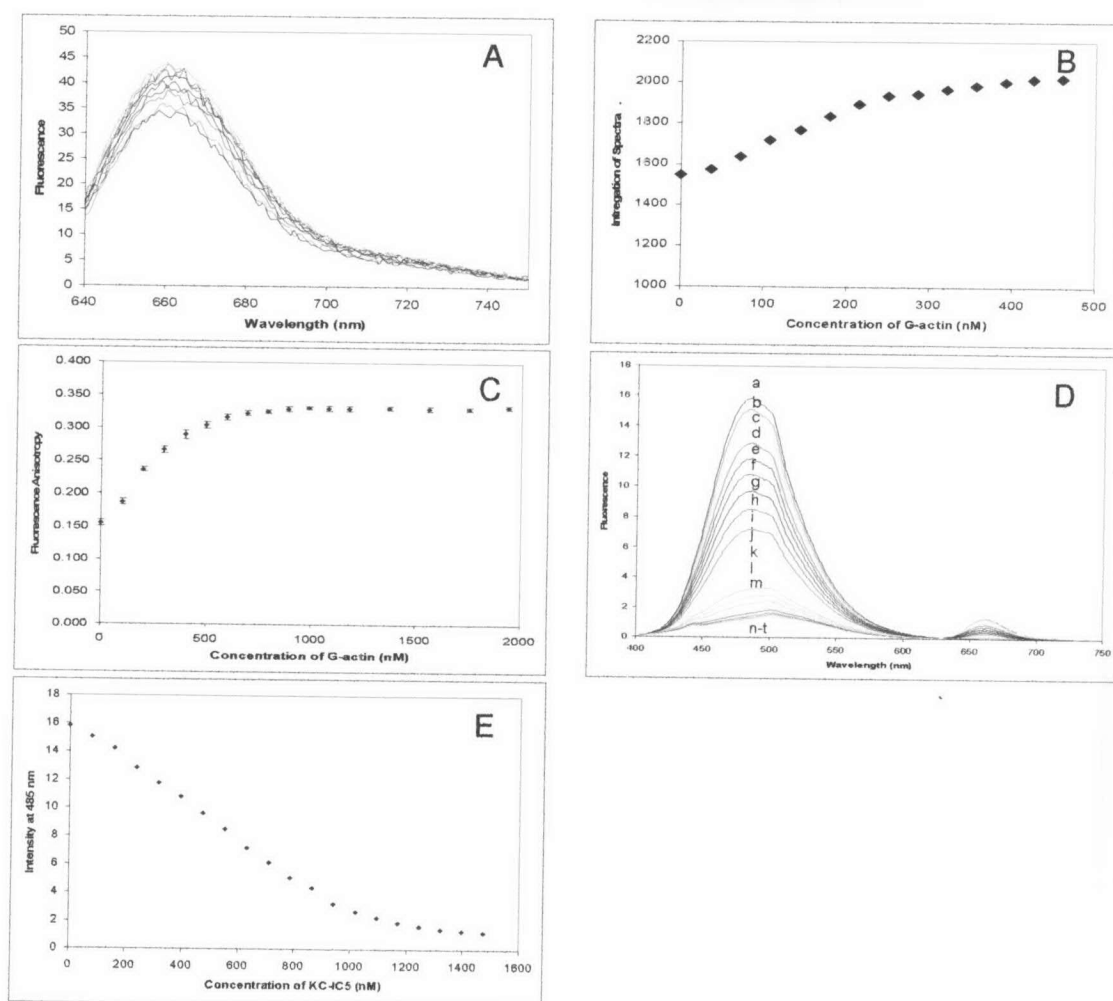 A
Fluorescence
50
45
40
35
30
25
20
15
10
5
0
640 660 680 700 720 740
Wavelength (nm)
B
Intregation of Spectra
2200
2000
1800
1600
1400
1200
1000
0 100 200 300 400 500
Concentration of G-actin (nM)
C
Fluorescence Anisotropy
0.400
0.350
0.300
0.250
0.200
0.150
0.100
0.050
0.000
0 500 1000 1500 2000
Concentration of G-actin (nM)
D
Fluorescence
18
16
14
12
10
8
6
4
2
0
a
b
c
d
e
f
g
h
i
j
k
l
m
n-t
400 450 500 550 600 650 700 750
Wavelength (nm)
E
Intensity at 485 nm
18
16
14
12
10
8
6
4
2
0
0 200 400 600 800 1000 1200 1400 1600
Concentration of KC-IC5 (nM)